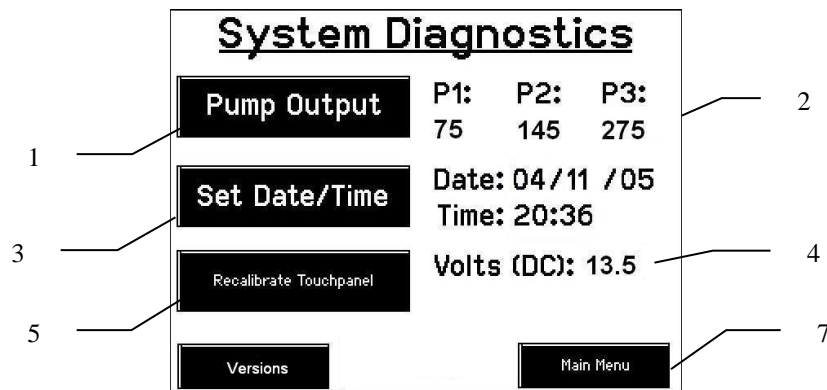 System Diagnostics
Pump Output
P1: P2: P3:
75 145 275
2
1
Set Date/Time
Date: 04/11 /05
Time: 20:36
3
Recalibrate Touchpanel
Volts (DC): 13.5
4
5
Versions
Main Menu
7